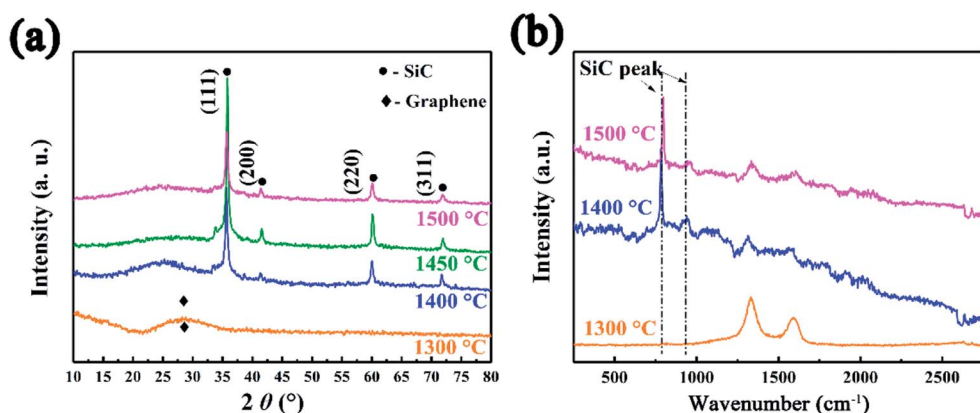 (a)
(111)
(200)
(220)
(311)
●- SiC
◆- Graphene
1500 °C
1450 °C
1400 °C
1300 °C
Intensity (a. u.)
10 15 20 25 30 35 40 45 50 55 60 65 70 75 80
2 θ (°)
(b)
SiC peak
1500 °C
1400 °C
1300 °C
Intensity (a.u.)
500 1000 1500 2000 2500
Wavenumber (cm⁻¹)